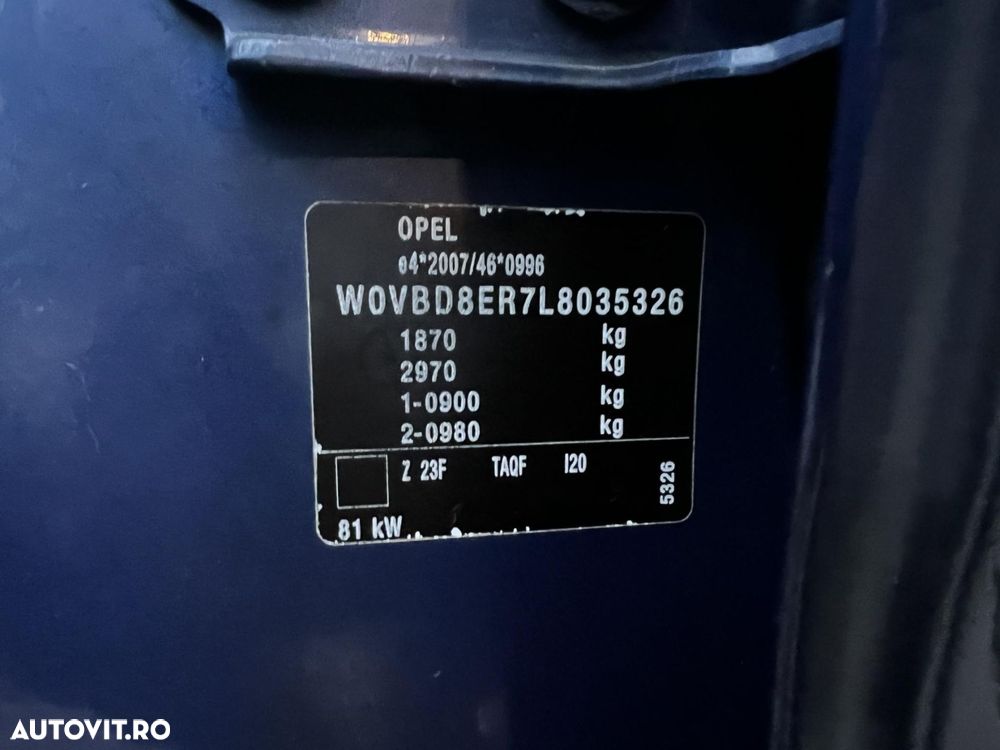 OPEL
e4*2007/46*0996
W0VBD8ER7L8035326
1870 kg
2970 kg
1-0900 kg
2-0980 kg
Z 23F TAQF I20
5326
81 kW
AUTOVIT.RO